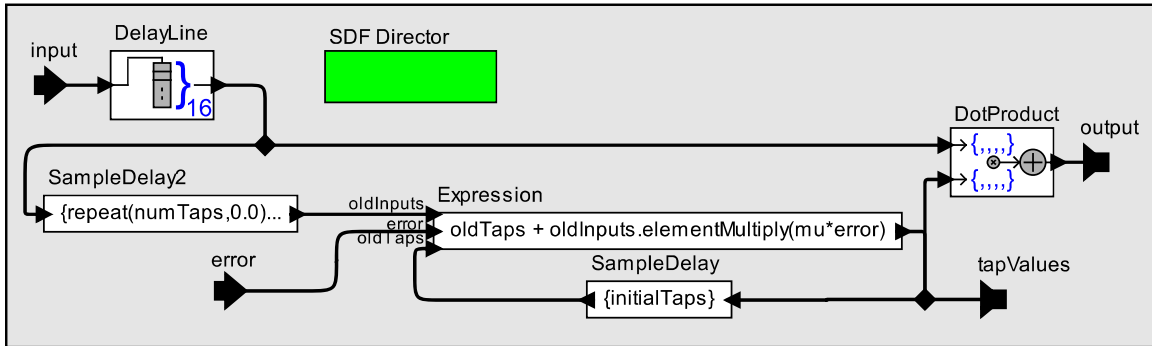 DelayLine
SDF Director
input
}16
DotProduct
{,,,,}
{,,,,}
output
SampleDelay2
{repeat(numTaps,0.0)...
oldInputs
error
oldTaps
Expression
oldTaps + oldInputs.elementMultiply(mu*error)
error
SampleDelay
{initialTaps}
tapValues